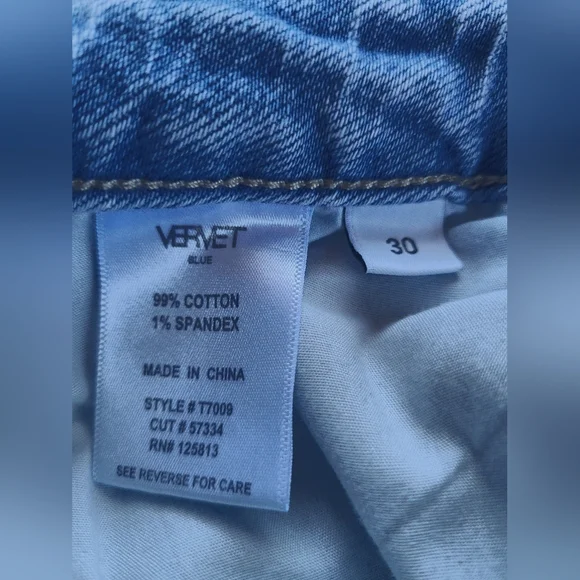 VERVET
BLUE
99% COTTON
1% SPANDEX
MADE IN CHINA
STYLE # T7009
CUT # 57334
RN# 125813
SEE REVERSE FOR CARE
30